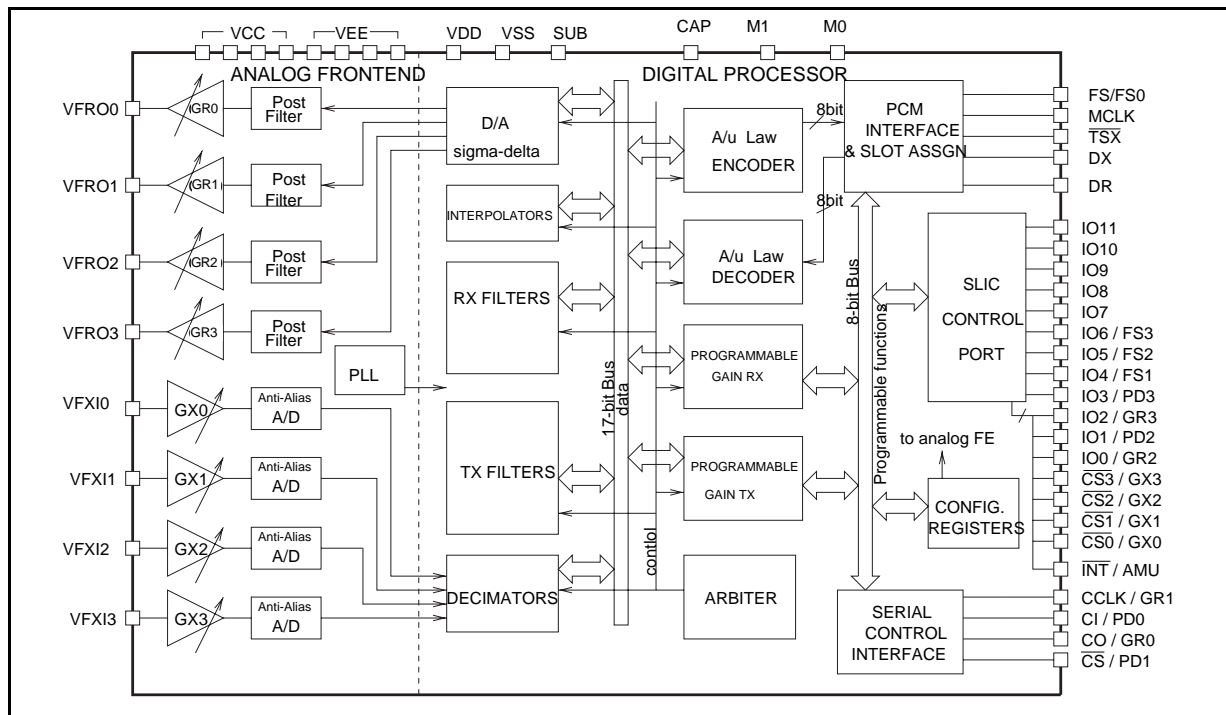 VCC
VEE
VDD
VSS
SUB
CAP
M1
M0
ANALOG FRONTEND
DIGITAL PROCESSOR
VFRO0
VFRO1
VFRO2
VFRO3
VFXI0
VFXI1
VFXI2
VFXI3
GR0
Post
Filter
GR1
Post
Filter
GR2
Post
Filter
GR3
Post
Filter
PLL
GX0
Anti-Alias
A/D
GX1
Anti-Alias
A/D
GX2
Anti-Alias
A/D
GX3
Anti-Alias
A/D
D/A
sigma-delta
INTERPOLATORS
RX FILTERS
TX FILTERS
DECIMATORS
17-bit Bus
data
contlol
A/u Law
ENCODER
8bit
A/u Law
DECODER
8bit
PROGRAMMABLE
GAIN RX
PROGRAMMABLE
GAIN TX
ARBITER
8-bit Bus
Programmable functions
PCM
INTERFACE
& SLOT ASSGN
SLIC
CONTROL
PORT
to analog FE
CONFIG.
REGISTERS
SERIAL
CONTROL
INTERFACE
FS/FS0
MCLK
TSX
DX
DR
IO11
IO10
IO9
IO8
IO7
IO6 / FS3
IO5 / FS2
IO4 / FS1
IO3 / PD3
IO2 / GR3
IO1 / PD2
IO0 / GR2
CS3 / GX3
CS2 / GX2
CS1 / GX1
CS0 / GX0
INT / AMU
CCLK / GR1
CI / PD0
CO / GR0
CS / PD1